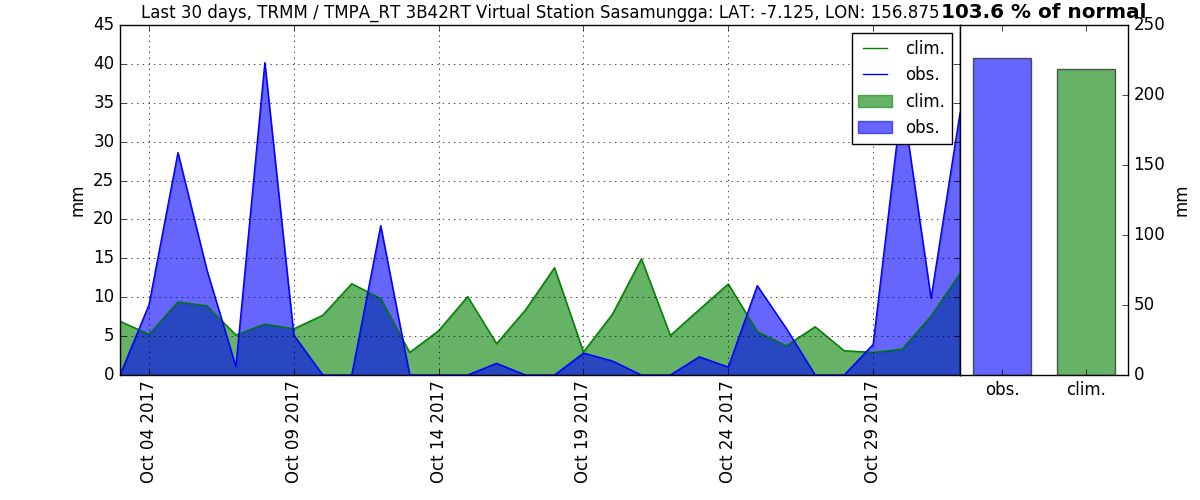 Last 30 days, TRMM / TMPA_RT 3B42RT Virtual Station Sasamungga: LAT: -7.125, LON: 156.875
103.6 % of normal
45
40
35
30
25
20
15
10
5
0
mm
clim.
obs.
clim.
obs.
250
200
150
100
50
0
mm
obs.
clim.
Oct 04 2017
Oct 09 2017
Oct 14 2017
Oct 19 2017
Oct 24 2017
Oct 29 2017